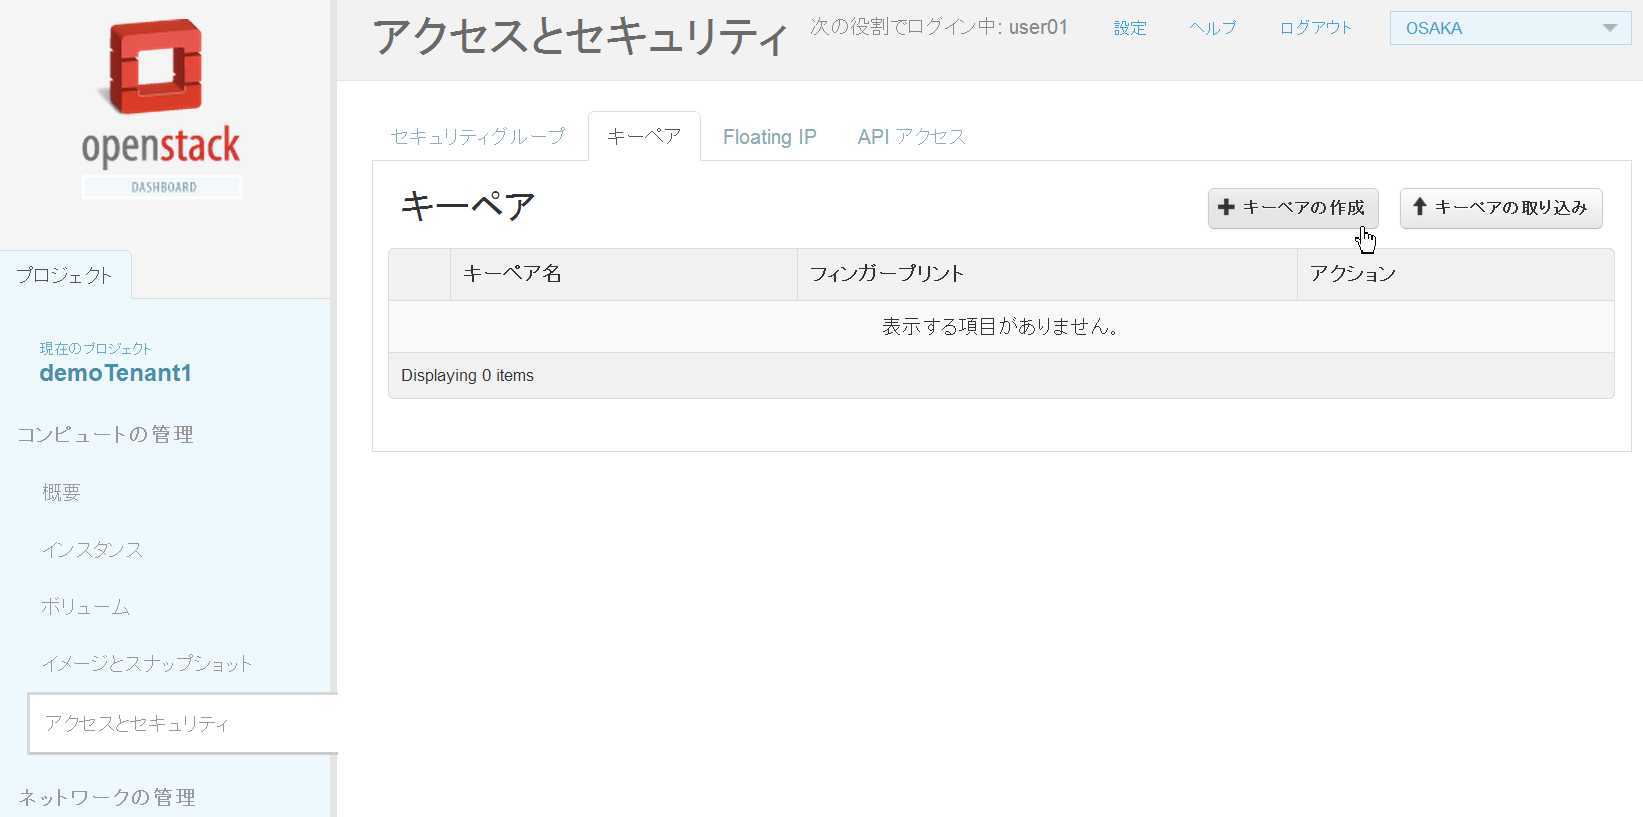 openstack
DASHBOARD
プロジェクト
現在のプロジェクト
demoTenant1
コンピュートの管理
概要
インスタンス
ボリューム
イメージとスナップショット
アクセスとセキュリティ
ネットワークの管理
アクセスとセキュリティ 次の役割でログイン中: user01 設定 ヘルプ ログアウト OSAKA
セキュリティグループ キーペア Floating IP API アクセス
キーペア キーペアの作成 キーペアの取り込み
キーペア名 フィンガープリント アクション
表示する項目がありません。
Displaying 0 items